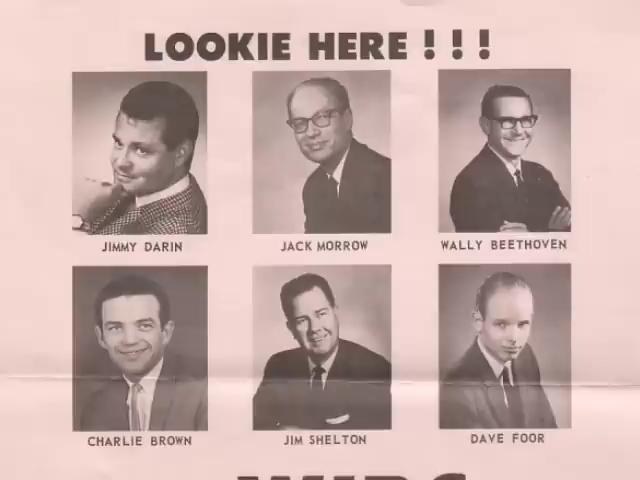 LOOKIE HERE!!!
JIMMY DARIN
JACK MORROW
WALLY BEETHOVEN
CHARLIE BROWN
JIM SHELTON
DAVE FOOR